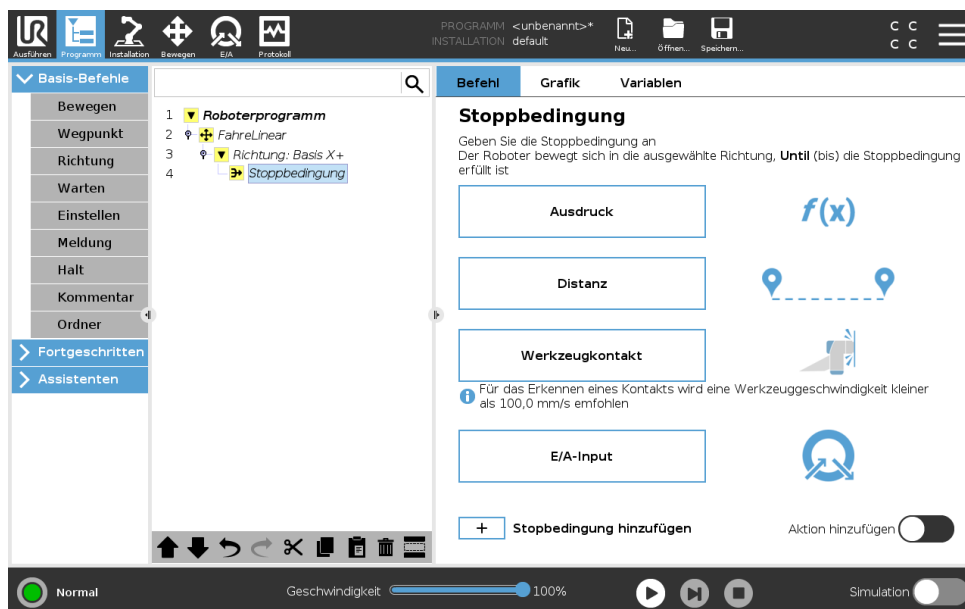 PROGRAMM <unbenannt>*
INSTALLATION default
Ausführen Programm Installation Bewegen E/A Protokoll
Neu... Öffnen... Speichern...
C C
C C
Basis-Befehle
Bewegen
Wegpunkt
Richtung
Warten
Einstellen
Meldung
Halt
Kommentar
Ordner
Fortgeschritten
Assistenten
1 Roboterprogramm
2 FahreLinear
3 Richtung: Basis X+
4 Stoppbedingung
Befehl Grafik Variablen
Stoppbedingung
Geben Sie die Stoppbedingung an
Der Roboter bewegt sich in die ausgewählte Richtung, Until (bis) die Stoppbedingung
erfüllt ist
Ausdruck
f(x)
Distanz
Werkzeugkontakt
Für das Erkennen eines Kontakts wird eine Werkzeuggeschwindigkeit kleiner
als 100,0 mm/s emfohlen
E/A-Input
+ Stopbedingung hinzufügen
Aktion hinzufügen
Normal
Geschwindigkeit 100%
Simulation